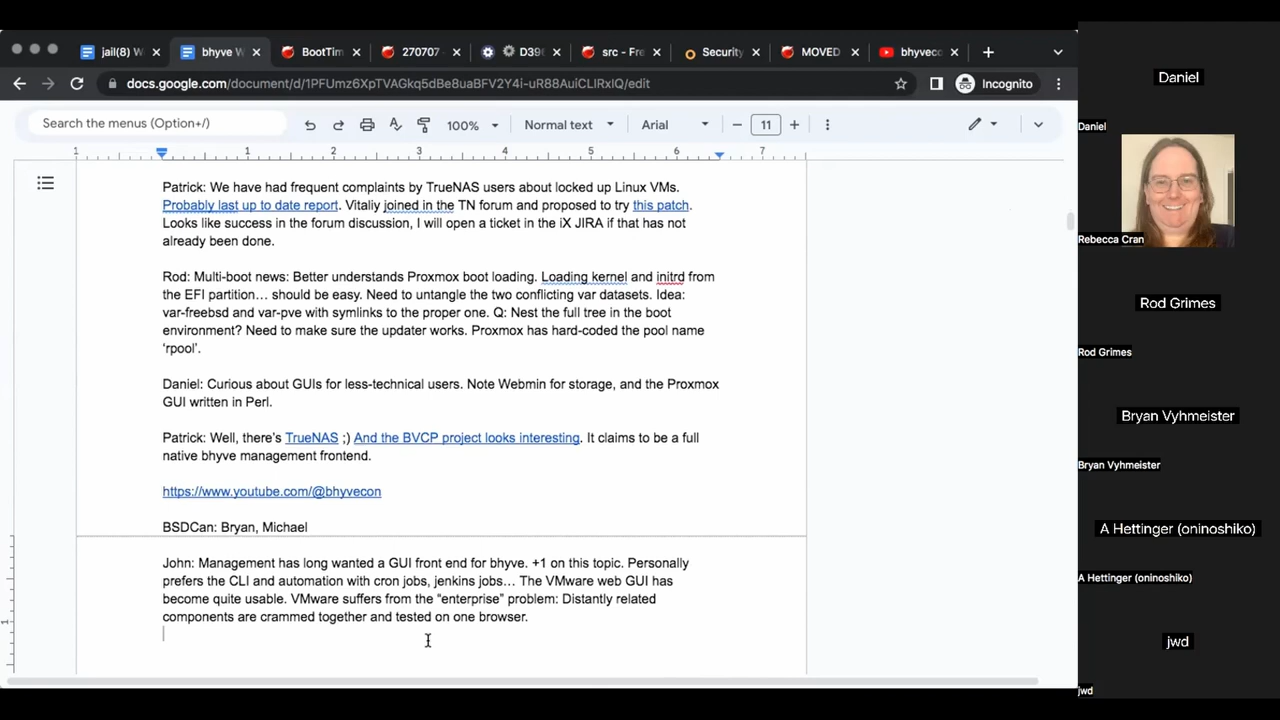 jail(8) W
bhyve W
BootTim
270707 -
D39
src - Fre
Security
MOVED
bhyveco
docs.google.com/document/d/1PFUmz6XpTVAGkq5dBe8uaBFV2Y4i-uR88AuiCLlRxIQ/edit
Incognito
Search the menus (Option+/)
100%
Normal text
Arial
11
1 1 2 3 4 5 6 7
Patrick: We have had frequent complaints by TrueNAS users about locked up Linux VMs.
Probably last up to date report. Vitaliy joined in the TN forum and proposed to try this patch.
Looks like success in the forum discussion, I will open a ticket in the iX JIRA if that has not
already been done.
Rod: Multi-boot news: Better understands Proxmox boot loading. Loading kernel and initrd from
the EFI partition… should be easy. Need to untangle the two conflicting var datasets. Idea:
var-freebsd and var-pve with symlinks to the proper one. Q: Nest the full tree in the boot
environment? Need to make sure the updater works. Proxmox has hard-coded the pool name
‘rpool’.
Daniel: Curious about GUIs for less-technical users. Note Webmin for storage, and the Proxmox
GUI written in Perl.
Patrick: Well, there’s TrueNAS ;) And the BVCP project looks interesting. It claims to be a full
native bhyve management frontend.
https://www.youtube.com/@bhyvecon
BSDCan: Bryan, Michael
John: Management has long wanted a GUI front end for bhyve. +1 on this topic. Personally
prefers the CLI and automation with cron jobs, jenkins jobs… The VMware web GUI has
become quite usable. VMware suffers from the “enterprise” problem: Distantly related
components are crammed together and tested on one browser.
1
Daniel
Daniel
Rebecca Cran
Rod Grimes
Rod Grimes
Bryan Vyhmeister
Bryan Vyhmeister
A Hettinger (oninoshiko)
A Hettinger (oninoshiko)
jwd
jwd